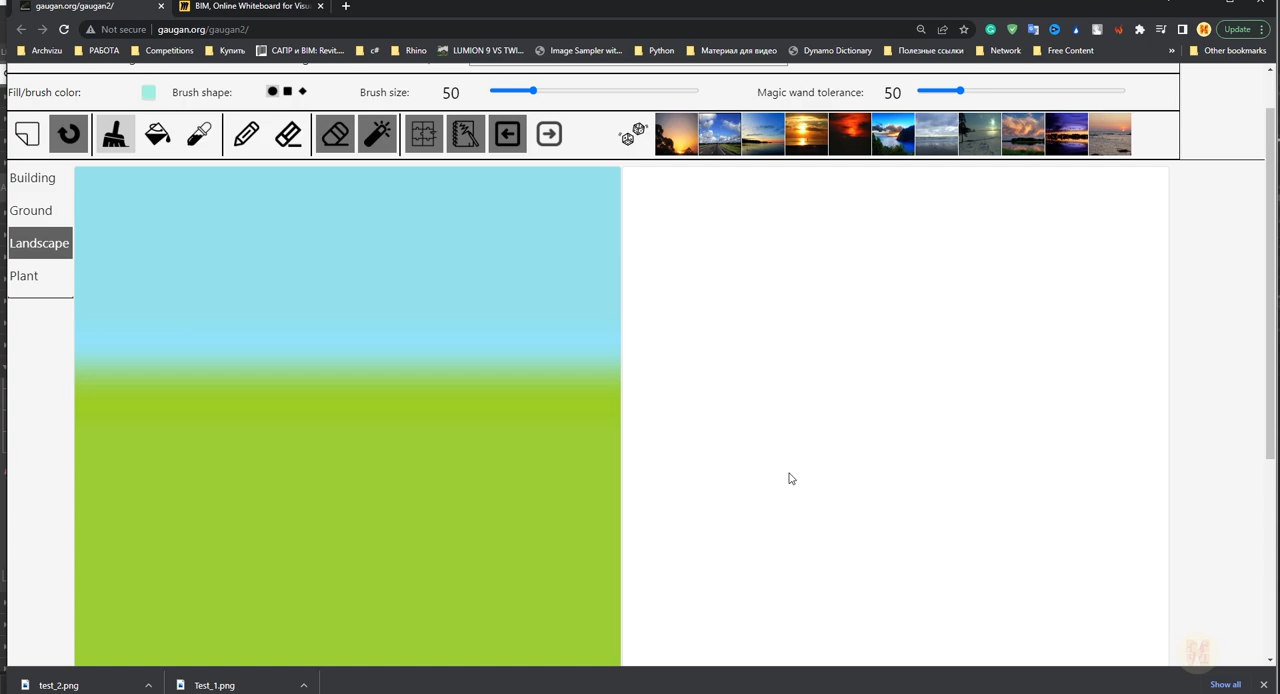 gaugan.org/gaugan2/
BIM, Online Whiteboard for Visu
Not secure
gaugan.org/gaugan2/
Update
Archvizu
РАБОТА
Competitions
Купить
САПР и BIM: Revit....
c#
Rhino
LUMION 9 VS TWI...
Image Sampler wit...
Python
Материал для видео
Dynamo Dictionary
Полезные ссылки
Network
Free Content
»
Other bookmarks
Fill/brush color:
Brush shape:
Brush size:
50
Magic wand tolerance:
50
Building
Ground
Landscape
Plant
test_2.png
Test_1.png
Show all